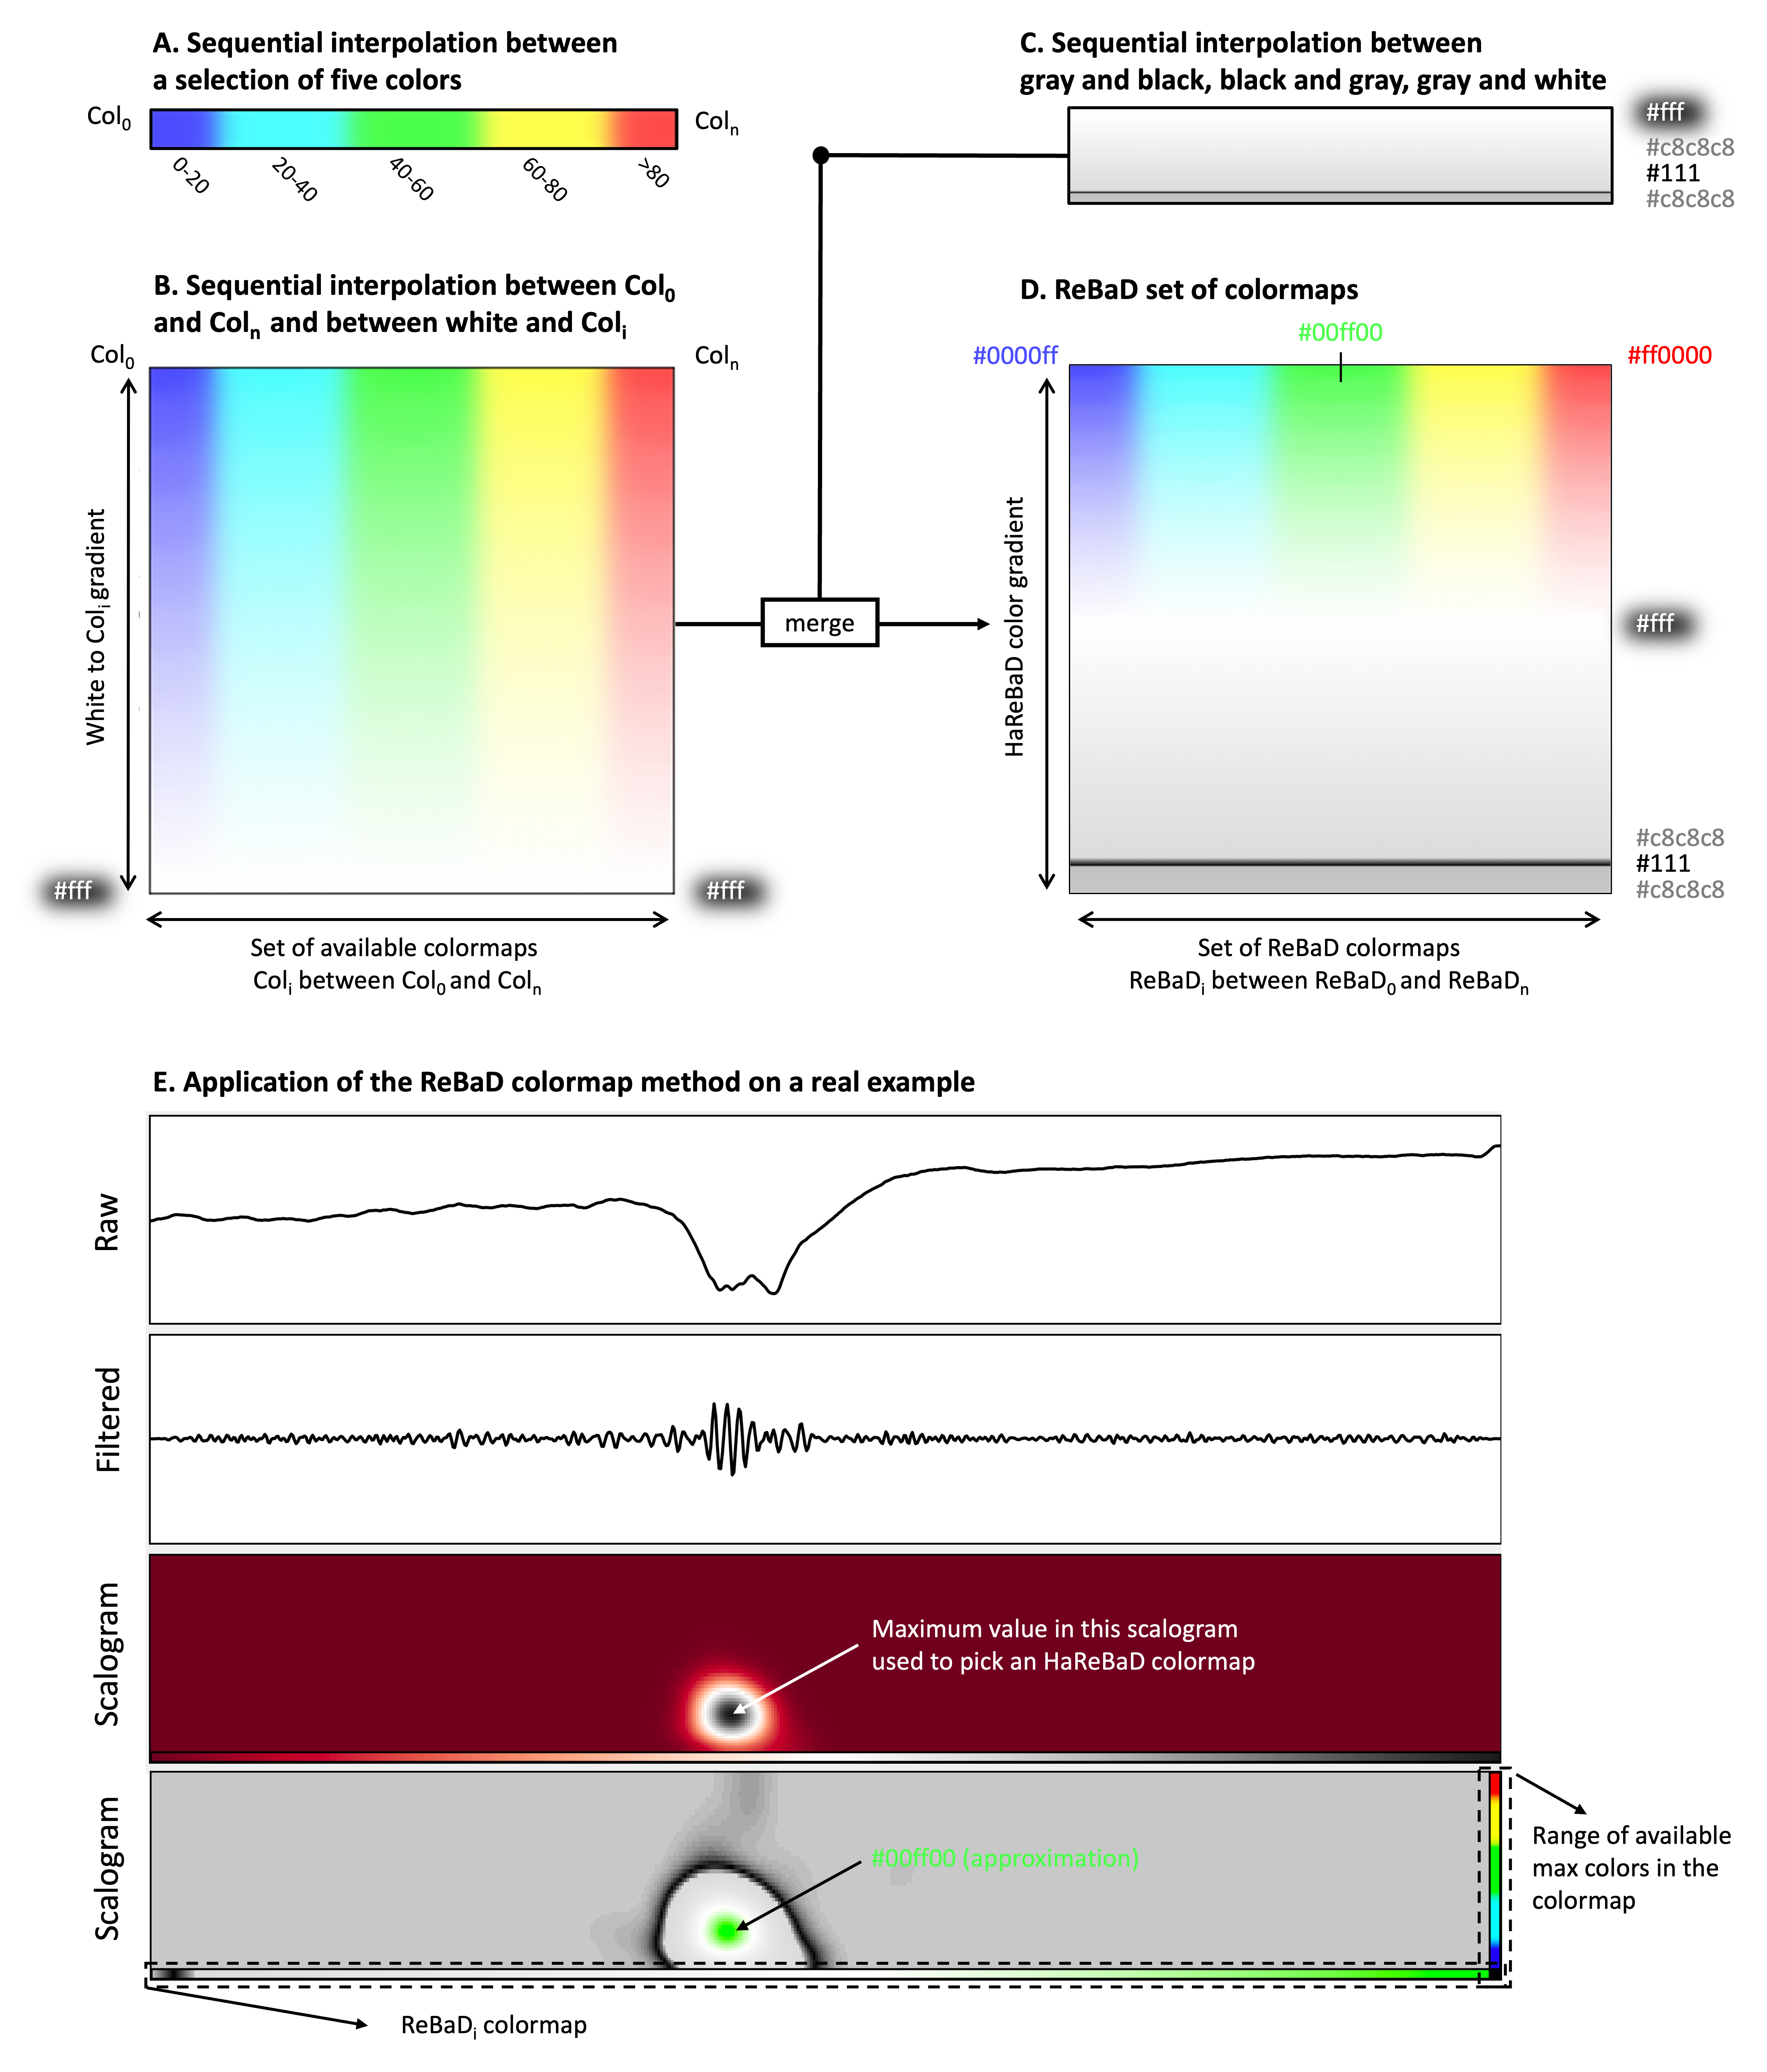 A. Sequential interpolation between
a selection of five colors
Col0
Coln
0-20
20-40
40-60
60-80
>80
C. Sequential interpolation between
gray and black, black and gray, gray and white
#fff
#c8c8c8
#111
#c8c8c8
B. Sequential interpolation between Col0
and Coln and between white and Coli
Col0
Coln
White to Coli gradient
#fff
#fff
Set of available colormaps
Coli between Col0 and Coln
merge
D. ReBaD set of colormaps
#00ff00
#0000ff
#ff0000
HaReBaD color gradient
#fff
#c8c8c8
#111
#c8c8c8
Set of ReBaD colormaps
ReBaDi between ReBaD0 and ReBaDn
E. Application of the ReBaD colormap method on a real example
Raw
Filtered
Scalogram
Maximum value in this scalogram
used to pick an HaReBaD colormap
Scalogram
#00ff00 (approximation)
Range of available
max colors in the
colormap
ReBaDi colormap